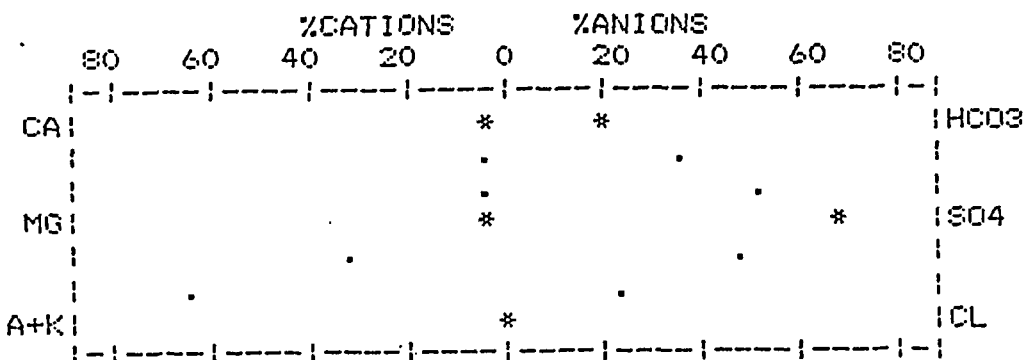 %CATIONS %ANIONS
80 60 40 20 0 20 40 60 80
CA HCO3
MG SO4
A+K CL